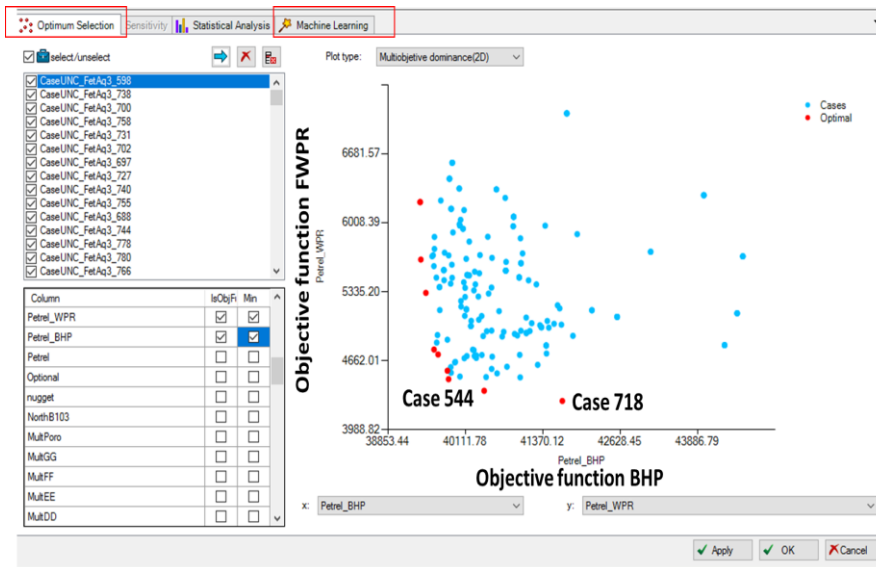 Optimum Selection Sensitivity Statistical Analysis Machine Learning
select/unselect
Plot type: Multiobjetive dominance(2D)
CaseUNC_FetAq3_598
CaseUNC_FetAq3_738
CaseUNC_FetAq3_700
CaseUNC_FetAq3_758
CaseUNC_FetAq3_731
CaseUNC_FetAq3_702
CaseUNC_FetAq3_697
CaseUNC_FetAq3_727
CaseUNC_FetAq3_740
CaseUNC_FetAq3_755
CaseUNC_FetAq3_688
CaseUNC_FetAq3_744
CaseUNC_FetAq3_778
CaseUNC_FetAq3_780
CaseUNC_FetAq3_766
Column IsObjFi Min
Petrel_WPR
Petrel_BHP
Petrel
Optional
nugget
NorthB103
MultPoro
MultGG
MultFF
MultEE
MultDD
Objective function FWPR
Petrel_WPR
6681.57
6008.39
5335.20
4662.01
3988.82
Cases
Optimal
Case 544
Case 718
38853.44 40111.78 41370.12 42628.45 43886.79
Petrel_BHP
Objective function BHP
x: Petrel_BHP y: Petrel_WPR
Apply OK Cancel